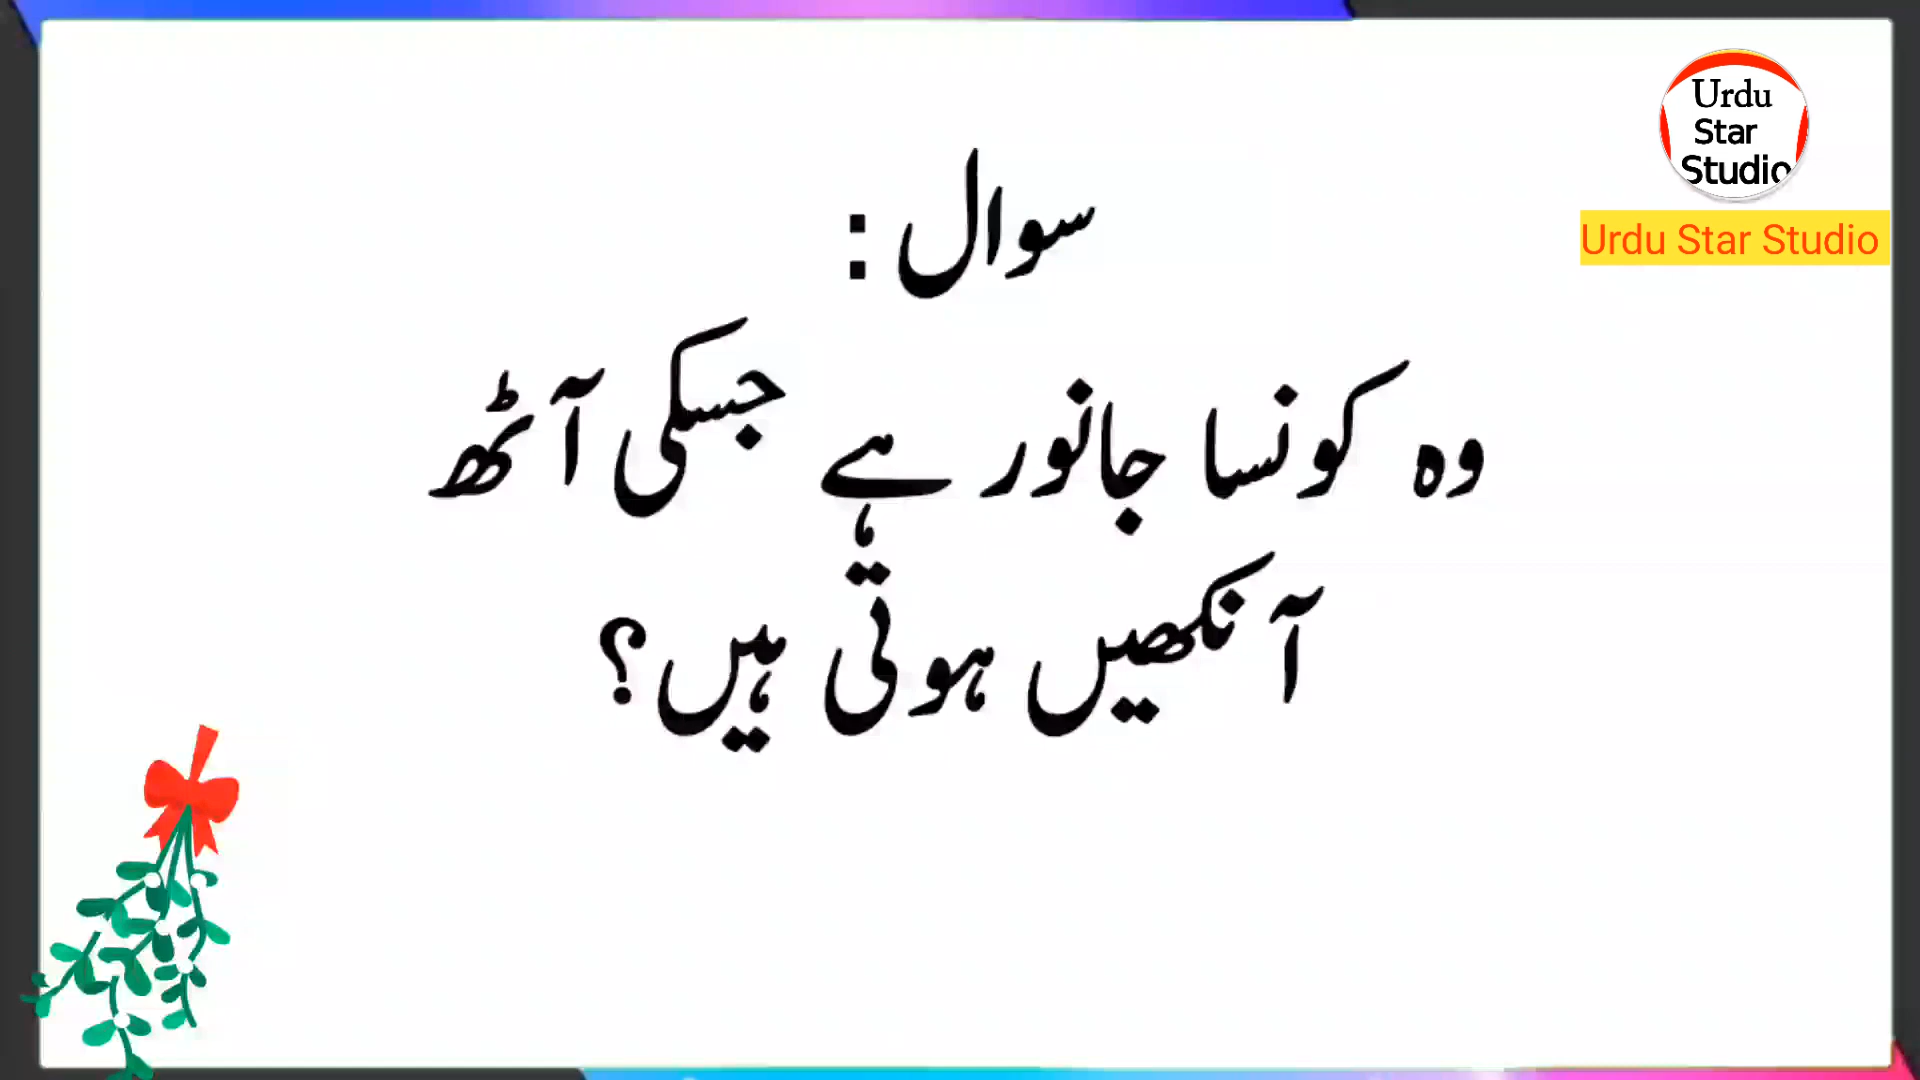 Urdu
Star
Studio
Urdu Star Studio
سوال :
وہ کونسا جانور ہے جسکی آٹھ
آنکھیں ہوتی ہیں؟